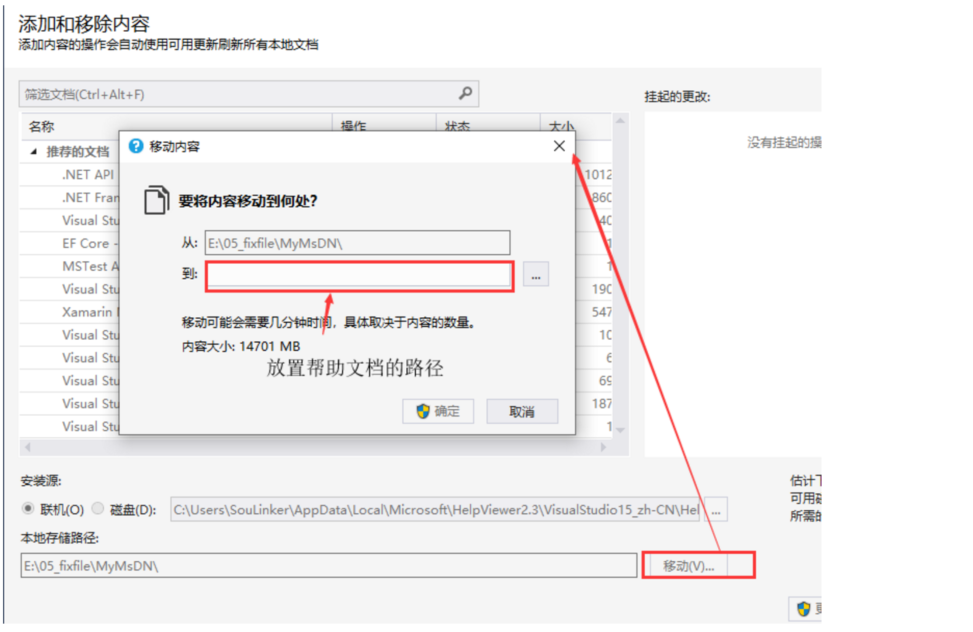 添加和移除内容
添加内容的操作会自动使用可用更新刷新所有本地文档
筛选文档(Ctrl+Alt+F)
挂起的更改:
名称 操作 状态 大小
没有挂起的操
推荐的文档
移动内容
.NET API 1012
.NET Fran 860
要将内容移动到何处?
Visual Stu 40
从: E:\05_fixfile\MyMsDN\
EF Core - 1
到: ...
MSTest A 1
Visual Stu 190
Xamarin 547
移动可能会需要几分钟时间，具体取决于内容的数量。
Visual Stu 10
内容大小: 14701 MB
Visual Stu 6
放置帮助文档的路径
Visual Stu 69
Visual Stu 187
确定 取消
Visual Stu 1
安装源:
估计下
联机(O) 磁盘(D): C:\Users\SouLinker\AppData\Local\Microsoft\HelpViewer2.3\VisualStudio15_zh-CN\Hel ...
可用磁
所需的
本地存储路径:
E:\05_fixfile\MyMsDN\ 移动(V)...